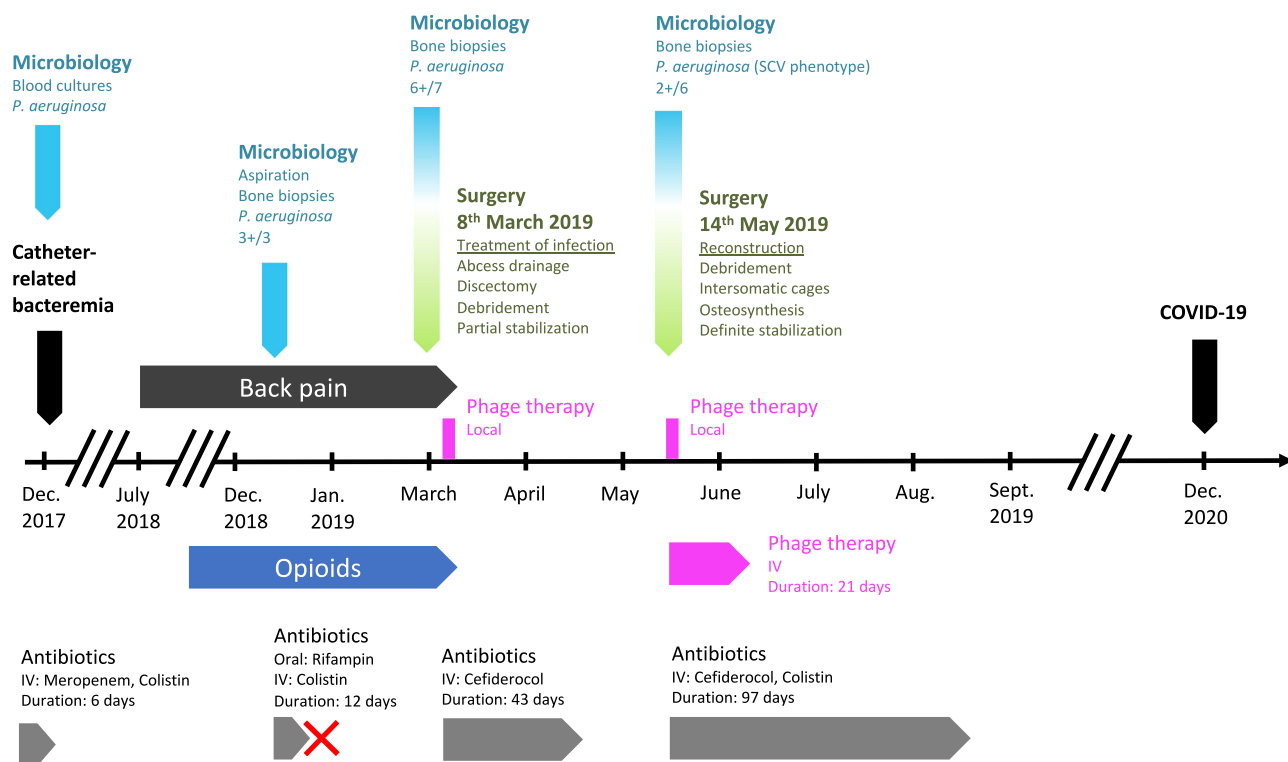 Microbiology
Blood cultures
P. aeruginosa
Catheter-
related
bacteremia
Microbiology
Aspiration
Bone biopsies
P. aeruginosa
3+/3
Microbiology
Bone biopsies
P. aeruginosa
6+/7
Surgery
8th March 2019
Treatment of infection
Abcess drainage
Discectomy
Debridement
Partial stabilization
Microbiology
Bone biopsies
P. aeruginosa (SCV phenotype)
2+/6
Surgery
14th May 2019
Reconstruction
Debridement
Intersomatic cages
Osteosynthesis
Definite stabilization
COVID-19
Back pain
Phage therapy
Local
Phage therapy
Local
Dec.
2017
July
2018
Dec.
2018
Jan.
2019
March
April
May
June
July
Aug.
Sept.
2019
Dec.
2020
Opioids
Phage therapy
IV
Duration: 21 days
Antibiotics
IV: Meropenem, Colistin
Duration: 6 days
Antibiotics
Oral: Rifampin
IV: Colistin
Duration: 12 days
Antibiotics
IV: Cefiderocol
Duration: 43 days
Antibiotics
IV: Cefiderocol, Colistin
Duration: 97 days